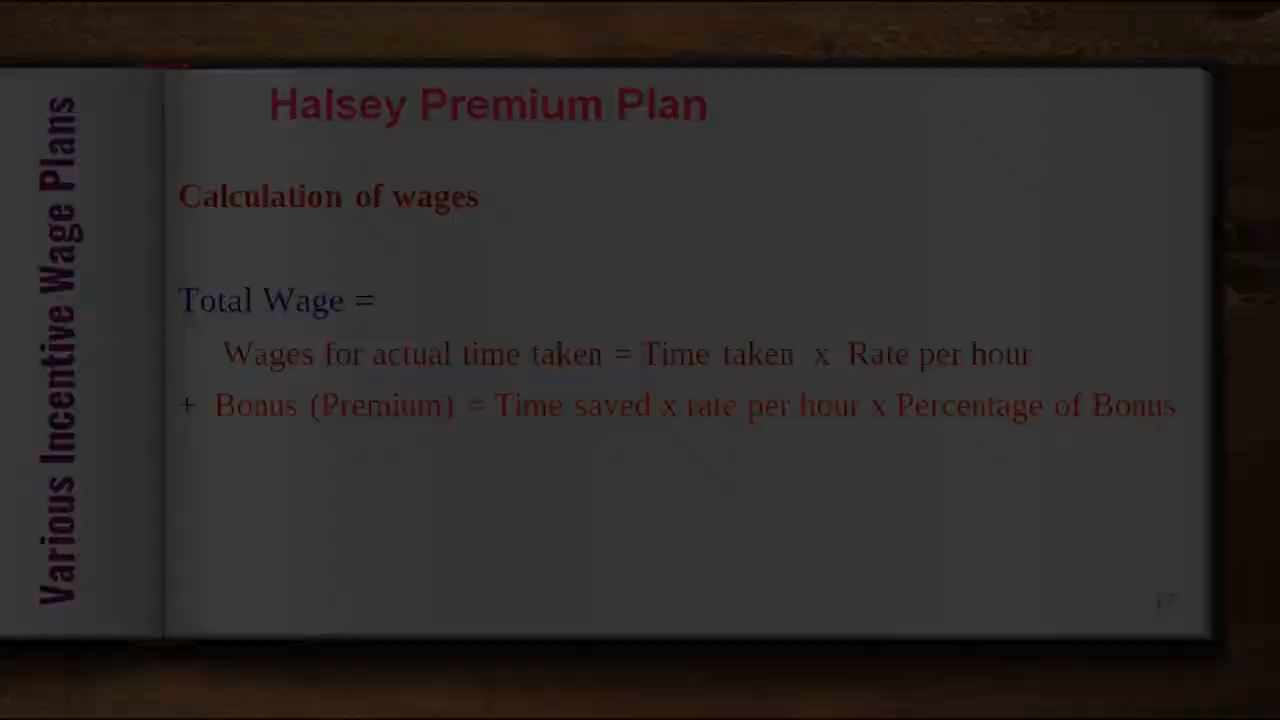 Various Incentive Wage Plans
Halsey Premium Plan
Calculation of wages
Total Wage =
Wages for actual time taken = Time taken x Rate per hour
+ Bonus (Premium) = Time saved x rate per hour x Percentage of Bonus
17